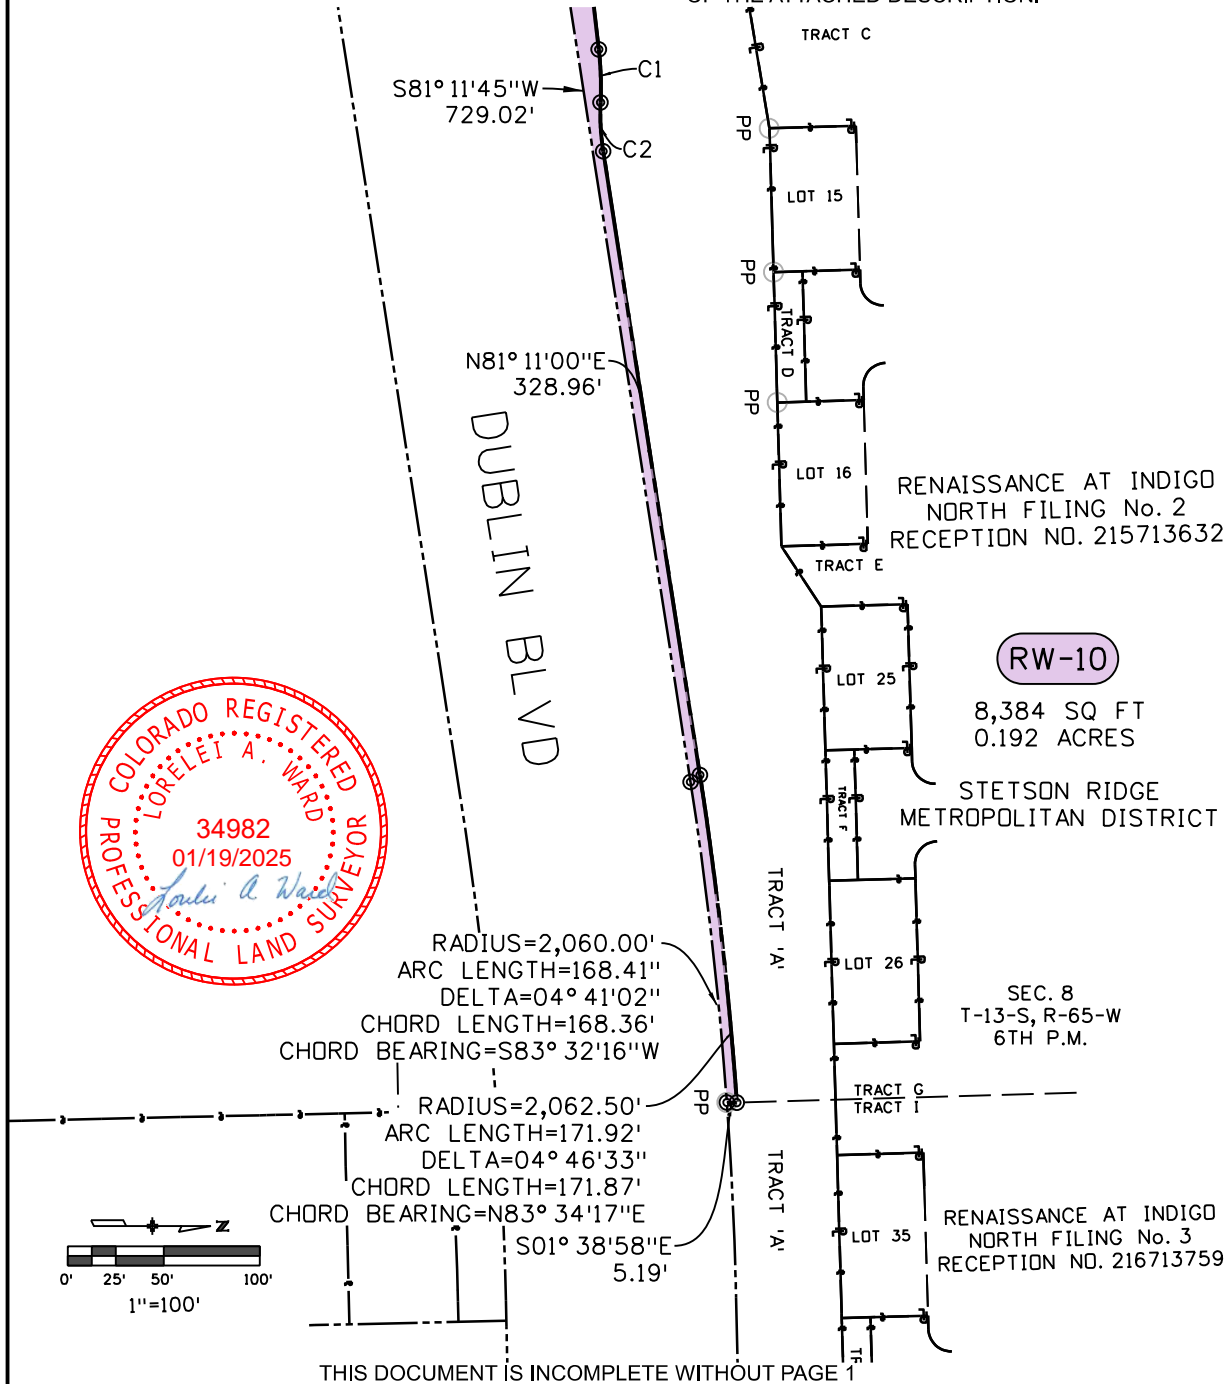 OF THE ATTACHED DESCRIPTION.
TRACT C
C1
S81°11'45"W
729.02'
C2
PP
LOT 15
PP
TRACT D
N81°11'00"E
328.96'
PP
LOT 16
DUBLIN BLVD
RENAISSANCE AT INDIGO
NORTH FILING No. 2
RECEPTION NO. 215713632
TRACT E
RW-10
LOT 25
8,384 SQ FT
0.192 ACRES
STETSON RIDGE
METROPOLITAN DISTRICT
TRACT F
COLORADO REGISTERED
LORELEI A. WARD
34982
01/19/2025
Lorelei A Ward
PROFESSIONAL LAND SURVEYOR
TRACT 'A'
RADIUS=2,060.00'
ARC LENGTH=168.41"
DELTA=04°41'02"
CHORD LENGTH=168.36'
CHORD BEARING=S83°32'16"W
LOT 26
SEC. 8
T-13-S, R-65-W
6TH P.M.
PP
TRACT G
TRACT I
RADIUS=2,062.50'
ARC LENGTH=171.92'
DELTA=04°46'33"
CHORD LENGTH=171.87'
CHORD BEARING=N83°34'17"E
TRACT 'A'
S01°38'58"E
5.19'
LOT 35
RENAISSANCE AT INDIGO
NORTH FILING No. 3
RECEPTION NO. 216713759
Z
0' 25' 50' 100'
1"=100'
THIS DOCUMENT IS INCOMPLETE WITHOUT PAGE 1